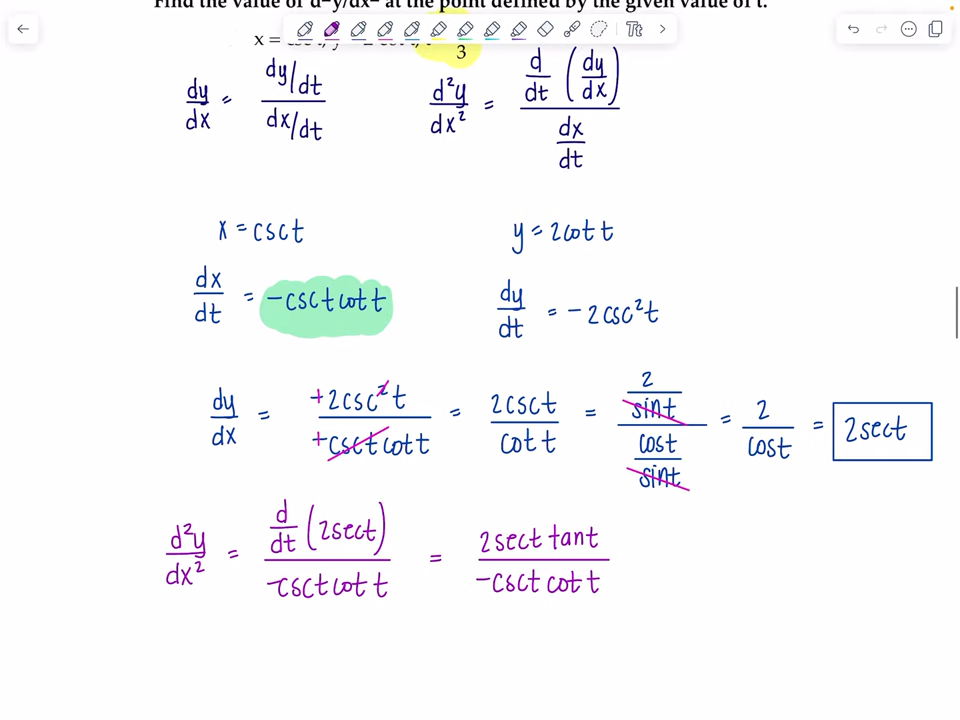 Find the value of d²y/dx² at the point defined by the given value of t.
x = csc t, y = 2 cot t, 
3
dy/dx = (dy/dt)/(dx/dt)   d²y/dx² = (d/dt (dy/dx))/(dx/dt)
x = csc t   y = 2cot t
dx/dt = -csc t cot t   dy/dt = -2csc²t
dy/dx = (-2csc²t)/(-csc t cot t) = (2csc t)/(cot t) = (2/sin t)/(cos t/sin t) = 2/cos t = 2sec t
d²y/dx² = (d/dt (2sec t))/(-csc t cot t) = (2sec t tan t)/(-csc t cot t)
Tt